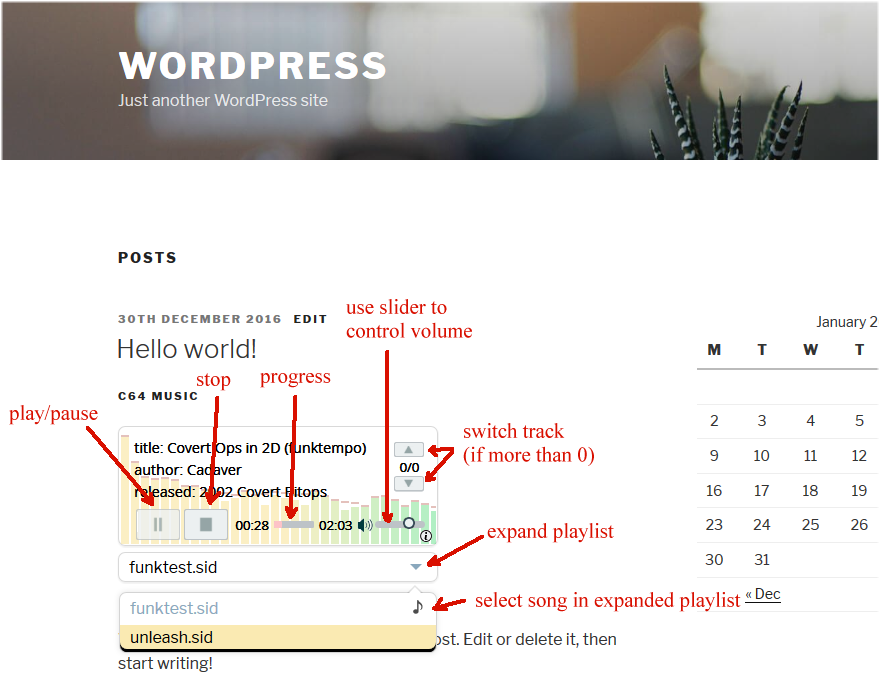 WORDPRESS
Just another WordPress site
POSTS
30TH DECEMBER 2016 EDIT
Hello world!
C64 MUSIC
use slider to
control volume
stop
progress
play/pause
title: Covert Ops in 2D (funktempo)
author: Cadaver
released: 2002 Covert Bitops
0/0
00:28
02:03
switch track
(if more than 0)
expand playlist
funktest.sid
funktest.sid
select song in expanded playlist
unleash.sid
ost. Edit or delete it, then
start writing!
January 2
M T W T
2 3 4 5
9 10 11 12
16 17 18 19
23 24 25 26
30 31
« Dec